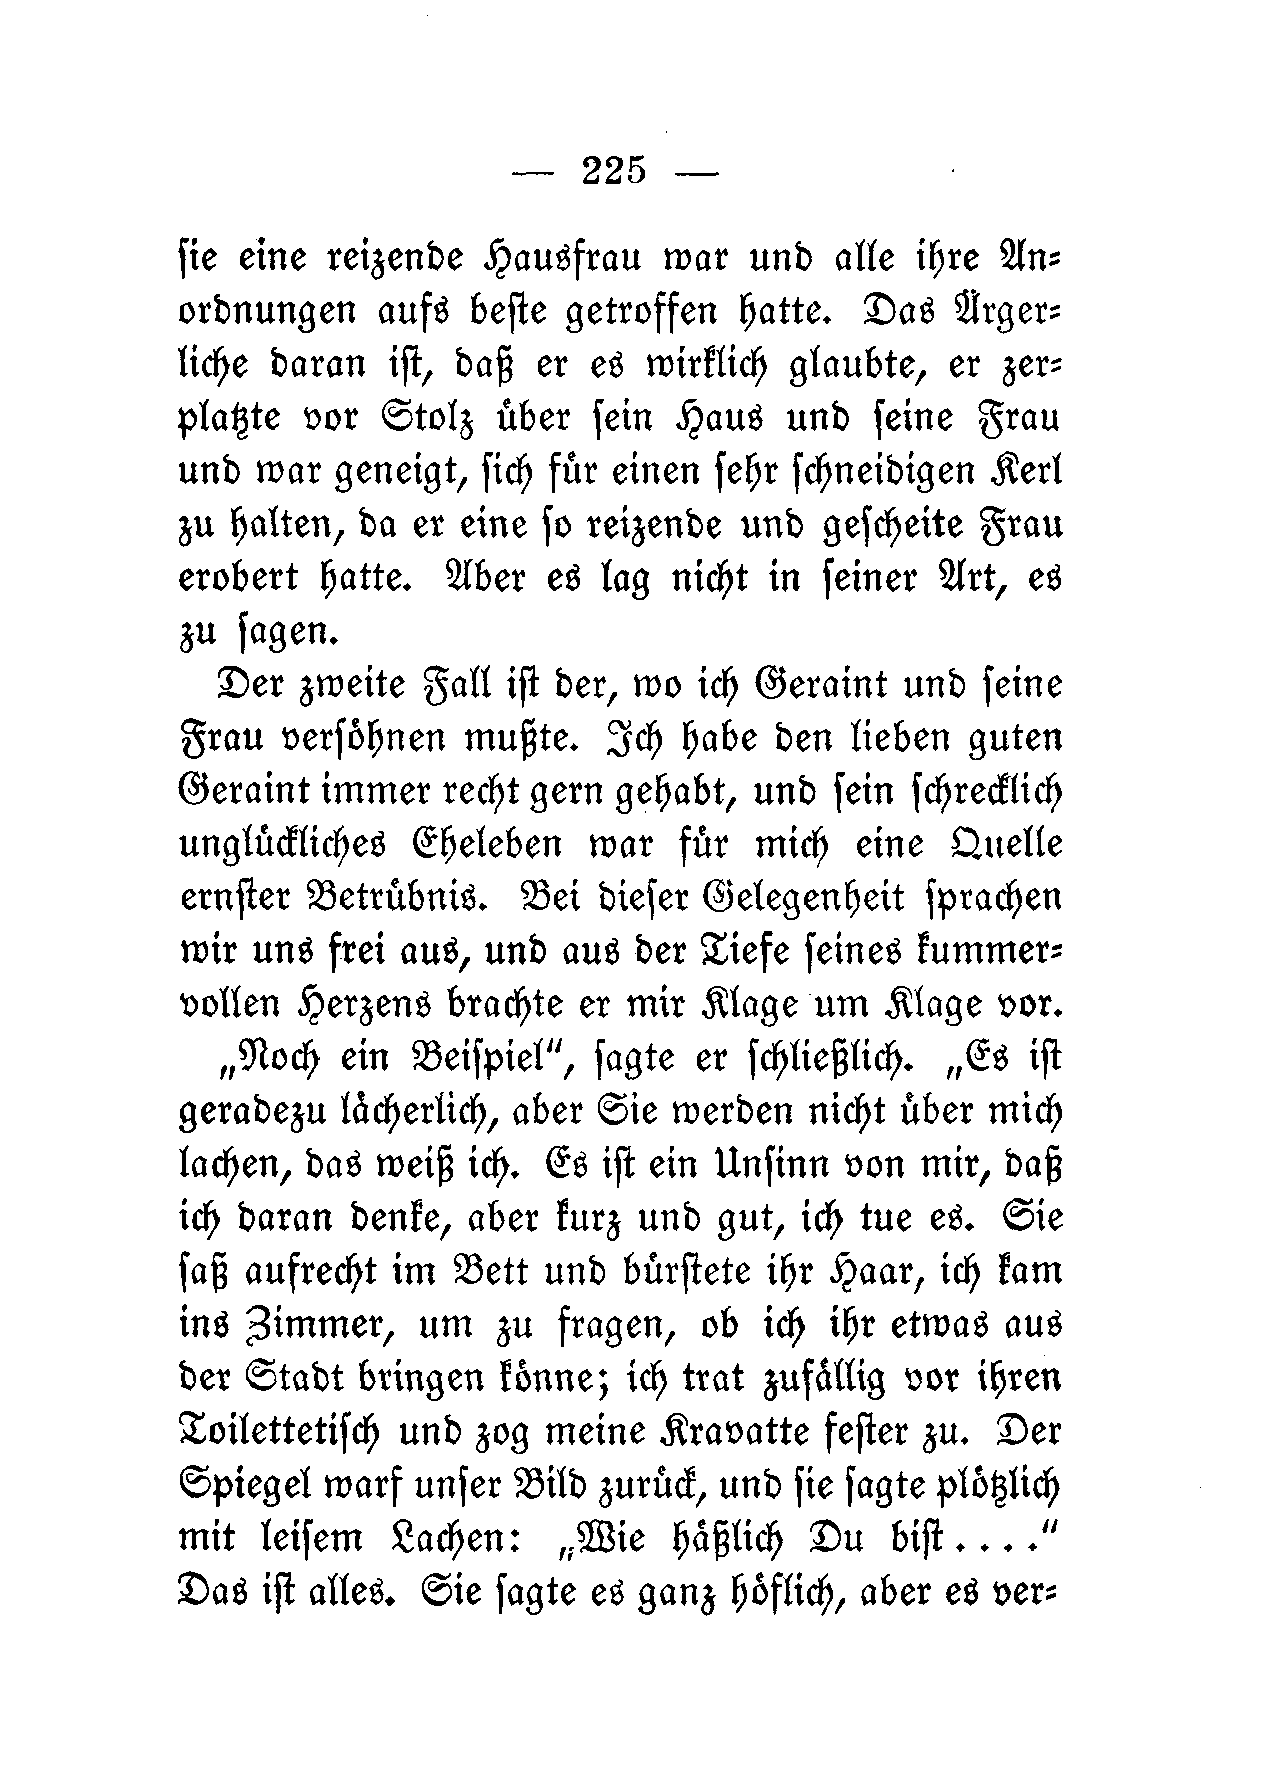 — 225 —
ſie eine reizende Hausfrau war und alle ihre An⸗
ordnungen aufs beſte getroffen hatte. Das Ärger⸗
liche daran iſt, daß er es wirklich glaubte, er zer⸗
platzte vor Stolz über ſein Haus und ſeine Frau
und war geneigt, ſich für einen ſehr ſchneidigen Kerl
zu halten, da er eine ſo reizende und geſcheite Frau
erobert hatte. Aber es lag nicht in ſeiner Art, es
zu ſagen.
Der zweite Fall iſt der, wo ich Geraint und ſeine
Frau verſöhnen mußte. Ich habe den lieben guten
Geraint immer recht gern gehabt, und ſein ſchrecklich
unglückliches Eheleben war für mich eine Quelle
ernſter Betrübnis. Bei dieſer Gelegenheit ſprachen
wir uns frei aus, und aus der Tiefe ſeines kummer⸗
vollen Herzens brachte er mir Klage um Klage vor.
„Noch ein Beiſpiel“, ſagte er ſchließlich. „Es iſt
geradezu lächerlich, aber Sie werden nicht über mich
lachen, das weiß ich. Es iſt ein Unſinn von mir, daß
ich daran denke, aber kurz und gut, ich tue es. Sie
ſaß aufrecht im Bett und bürſtete ihr Haar, ich kam
ins Zimmer, um zu fragen, ob ich ihr etwas aus
der Stadt bringen könne; ich trat zufällig vor ihren
Toilettetiſch und zog meine Kravatte feſter zu. Der
Spiegel warf unſer Bild zurück, und ſie ſagte plötzlich
mit leiſem Lachen: „Wie häßlich Du biſt . . . .“
Das iſt alles. Sie ſagte es ganz höflich, aber es ver⸗